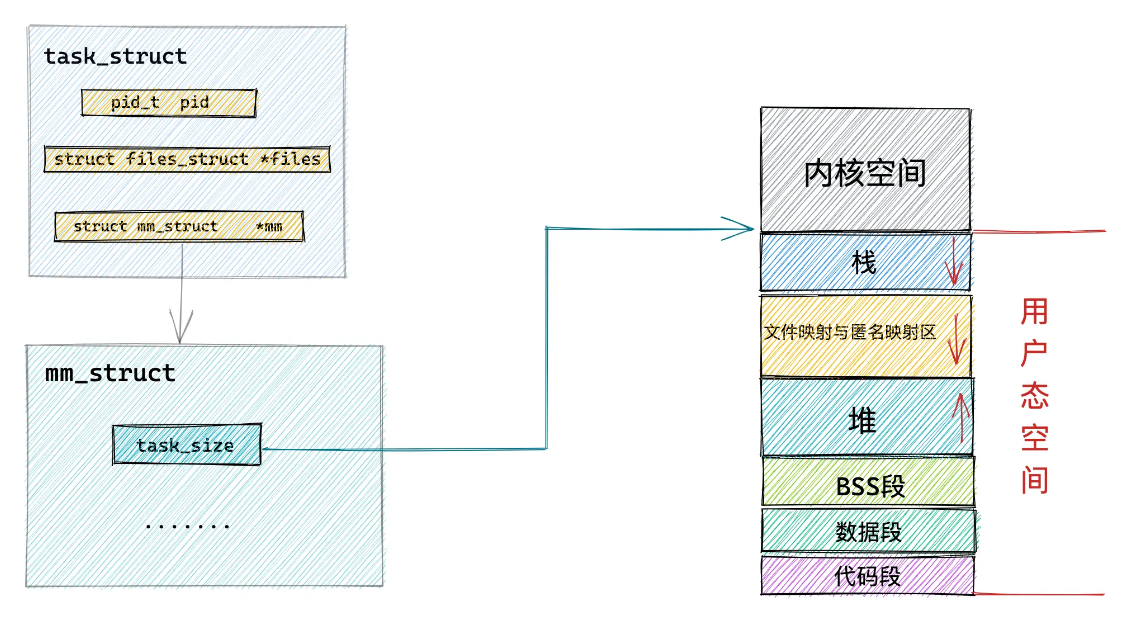 task_struct
pid_t  pid
struct files_struct *files
struct mm_struct    *mm
mm_struct
task_size
.......
内核空间
栈
文件映射与匿名映射区
堆
BSS段
数据段
代码段
用
户
态
空
间